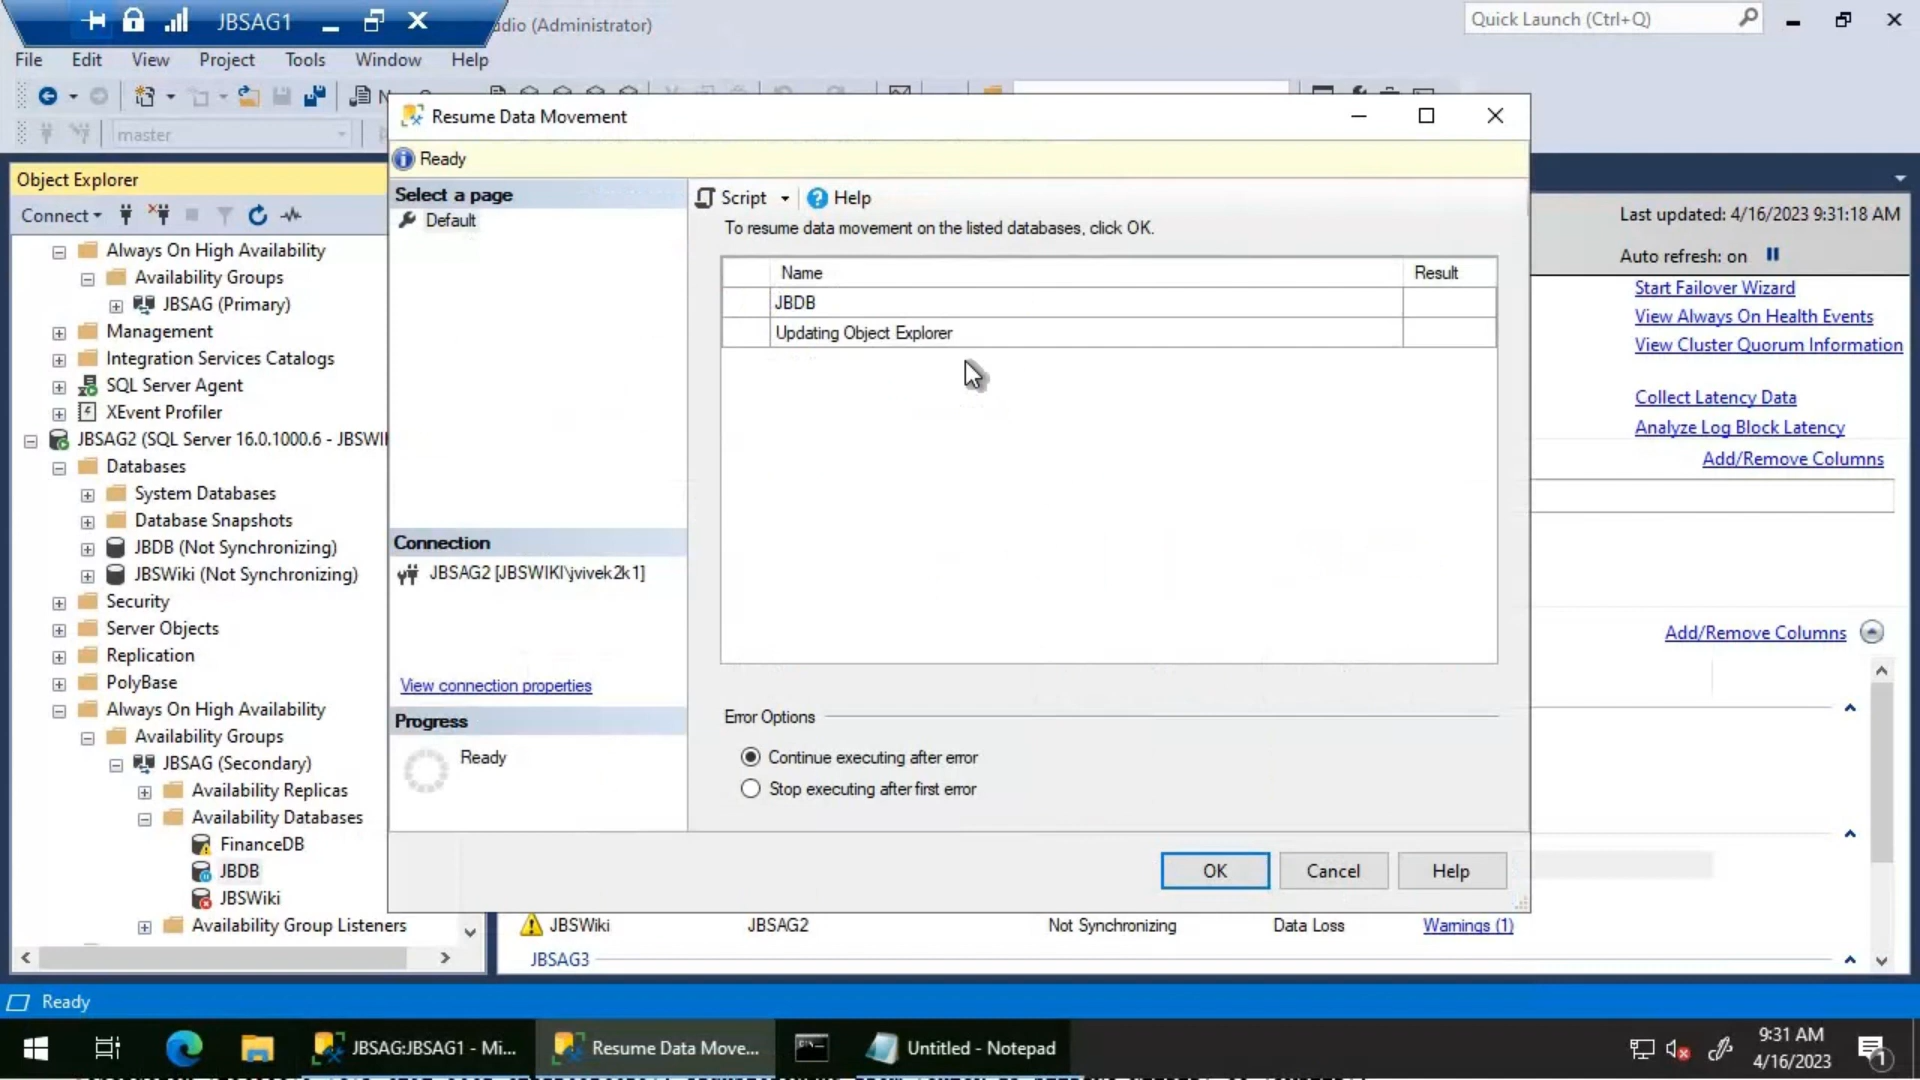 JBSAG1
dio (Administrator)
Quick Launch (Ctrl+Q)
File Edit View Project Tools Window Help
master
Resume Data Movement
Ready
Object Explorer
Connect
Always On High Availability
Availability Groups
JBSAG (Primary)
Management
Integration Services Catalogs
SQL Server Agent
XEvent Profiler
JBSAG2 (SQL Server 16.0.1000.6 - JBSWI
Databases
System Databases
Database Snapshots
JBDB (Not Synchronizing)
JBSWiki (Not Synchronizing)
Security
Server Objects
Replication
PolyBase
Always On High Availability
Availability Groups
JBSAG (Secondary)
Availability Replicas
Availability Databases
FinanceDB
JBDB
JBSWiki
Availability Group Listeners
Select a page
Default
Connection
JBSAG2 [JBSWIKI\jvivek2k1]
View connection properties
Progress
Ready
Script Help
To resume data movement on the listed databases, click OK.
Name Result
JBDB
Updating Object Explorer
Error Options
Continue executing after error
Stop executing after first error
OK Cancel Help
Last updated: 4/16/2023 9:31:18 AM
Auto refresh: on
Start Failover Wizard
View Always On Health Events
View Cluster Quorum Information
Collect Latency Data
Analyze Log Block Latency
Add/Remove Columns
Add/Remove Columns
JBSWiki JBSAG2 Not Synchronizing Data Loss Warnings (1)
JBSAG3
Ready
JBSAG:JBSAG1 - Mi...
Resume Data Move...
Untitled - Notepad
9:31 AM
4/16/2023
1